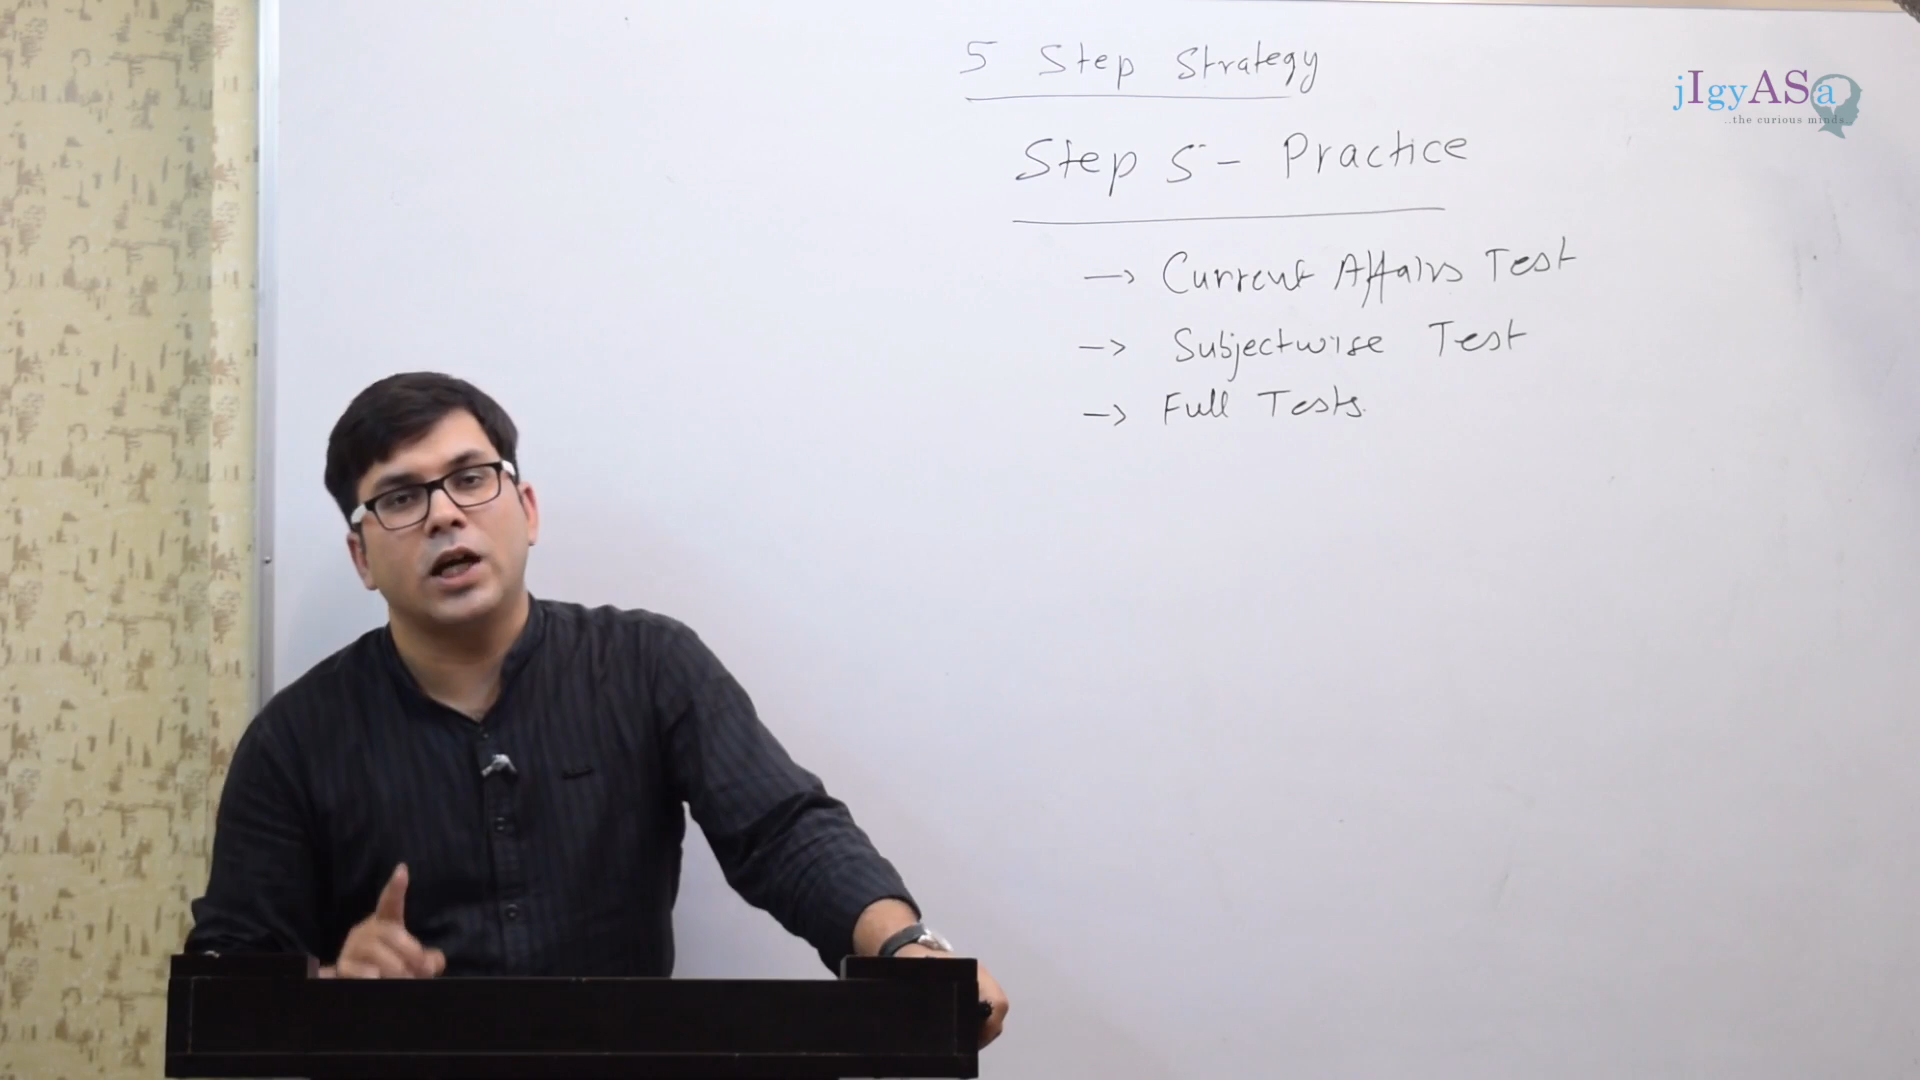 5 Step Strategy
jIgyASa
..the curious minds
Step 5 - Practice
→ Current Affairs Test
→ Subjectwise Test
→ Full Tests.